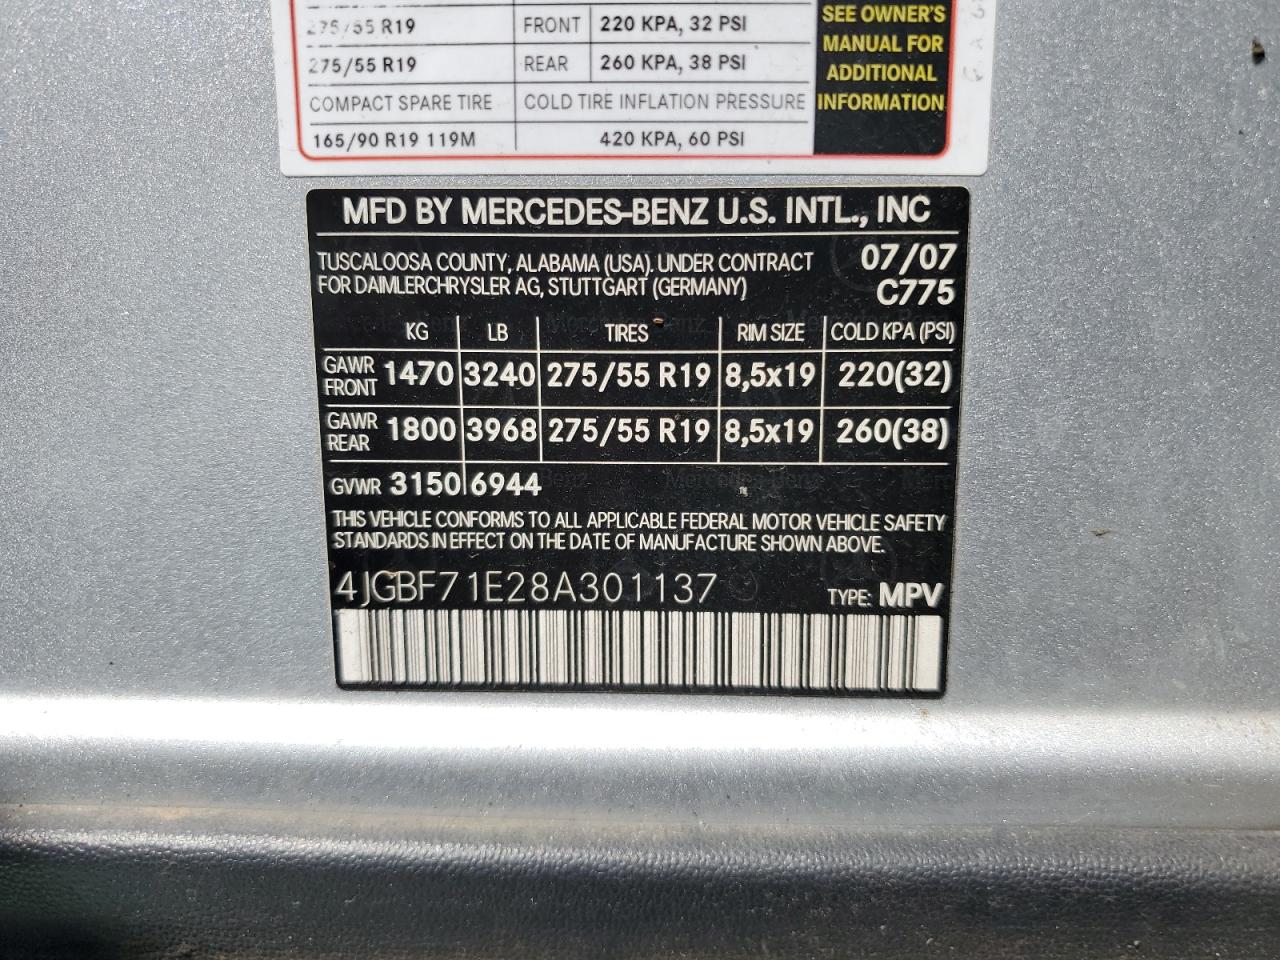 275/55 R19 FRONT 220 KPA, 32 PSI
275/55 R19 REAR 260 KPA, 38 PSI
COMPACT SPARE TIRE COLD TIRE INFLATION PRESSURE
165/90 R19 119M 420 KPA, 60 PSI
SEE OWNER'S
MANUAL FOR
ADDITIONAL
INFORMATION
MFD BY MERCEDES-BENZ U.S. INTL., INC
TUSCALOOSA COUNTY, ALABAMA (USA). UNDER CONTRACT 07/07
FOR DAIMLERCHRYSLER AG, STUTTGART (GERMANY) C775
KG LB TIRES RIM SIZE COLD KPA (PSI)
GAWR FRONT 1470 3240 275/55 R19 8,5x19 220(32)
GAWR REAR 1800 3968 275/55 R19 8,5x19 260(38)
GVWR 3150 6944
THIS VEHICLE CONFORMS TO ALL APPLICABLE FEDERAL MOTOR VEHICLE SAFETY
STANDARDS IN EFFECT ON THE DATE OF MANUFACTURE SHOWN ABOVE.
4JGBF71E28A301137 TYPE: MPV